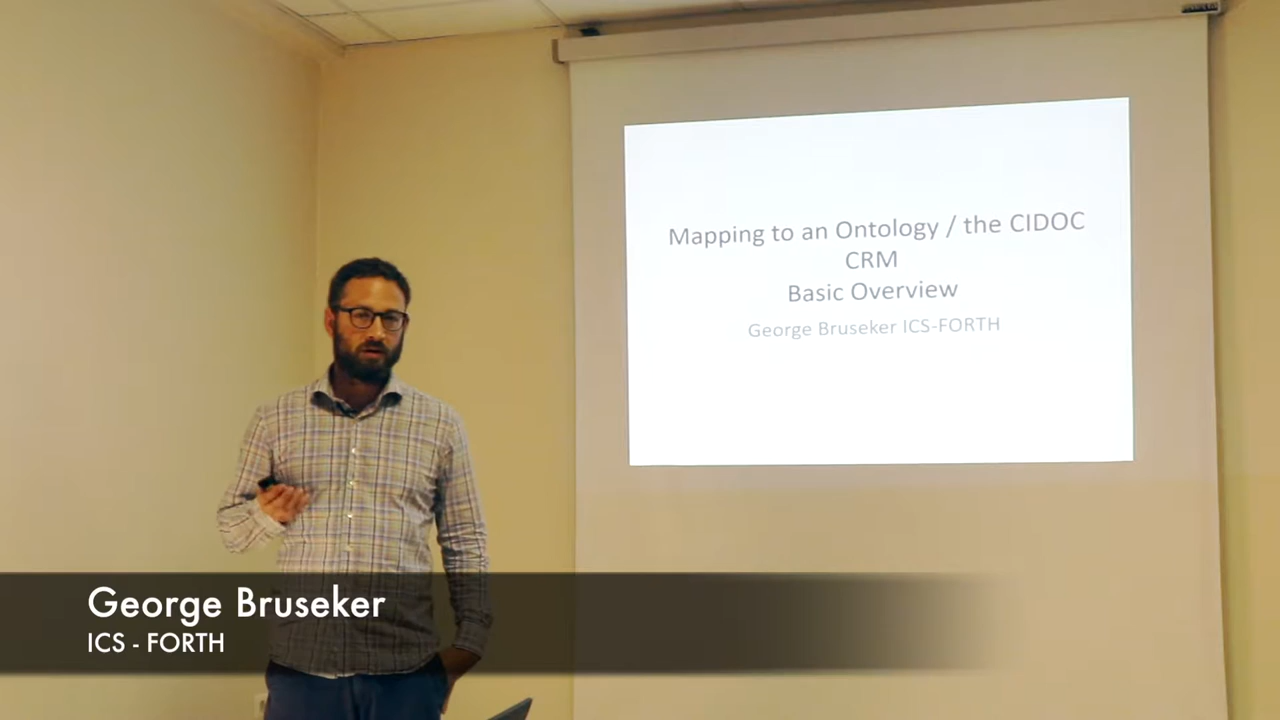 Mapping to an Ontology / the CIDOC
CRM
Basic Overview
George Bruseker ICS-FORTH
George Bruseker
ICS - FORTH